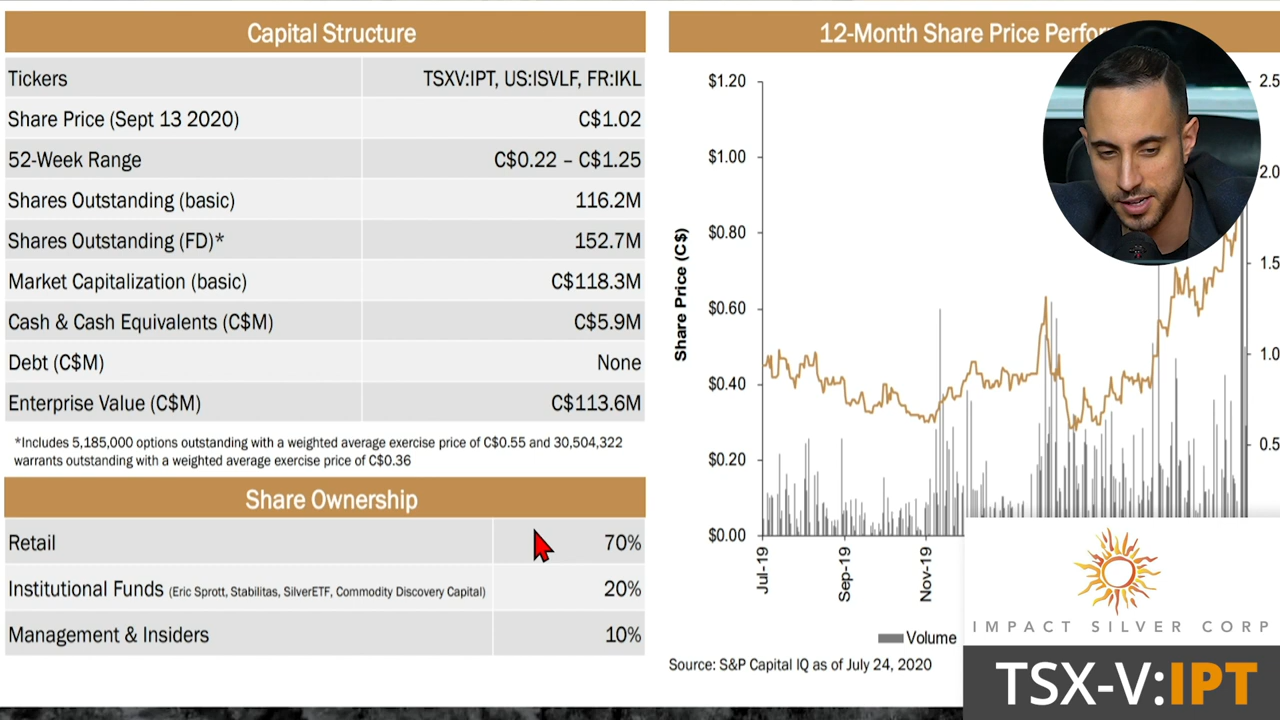 Capital Structure
Tickers TSXV:IPT, US:ISVLF, FR:IKL
Share Price (Sept 13 2020) C$1.02
52-Week Range C$0.22 – C$1.25
Shares Outstanding (basic) 116.2M
Shares Outstanding (FD)* 152.7M
Market Capitalization (basic) C$118.3M
Cash & Cash Equivalents (C$M) C$5.9M
Debt (C$M) None
Enterprise Value (C$M) C$113.6M
*Includes 5,185,000 options outstanding with a weighted average exercise price of C$0.55 and 30,504,322
warrants outstanding with a weighted average exercise price of C$0.36
Share Ownership
Retail 70%
Institutional Funds (Eric Sprott, Stabilitas, SilverETF, Commodity Discovery Capital) 20%
Management & Insiders 10%
12-Month Share Price
Share Price (C$)
$1.20
$1.00
$0.80
$0.60
$0.40
$0.20
$0.00
2.5
2.0
1.5
1.0
0.5
Jul-19
Sep-19
Nov-19
Volume
Source: S&P Capital IQ as of July 24, 2020
IMPACT SILVER CORP
TSX-V:IPT